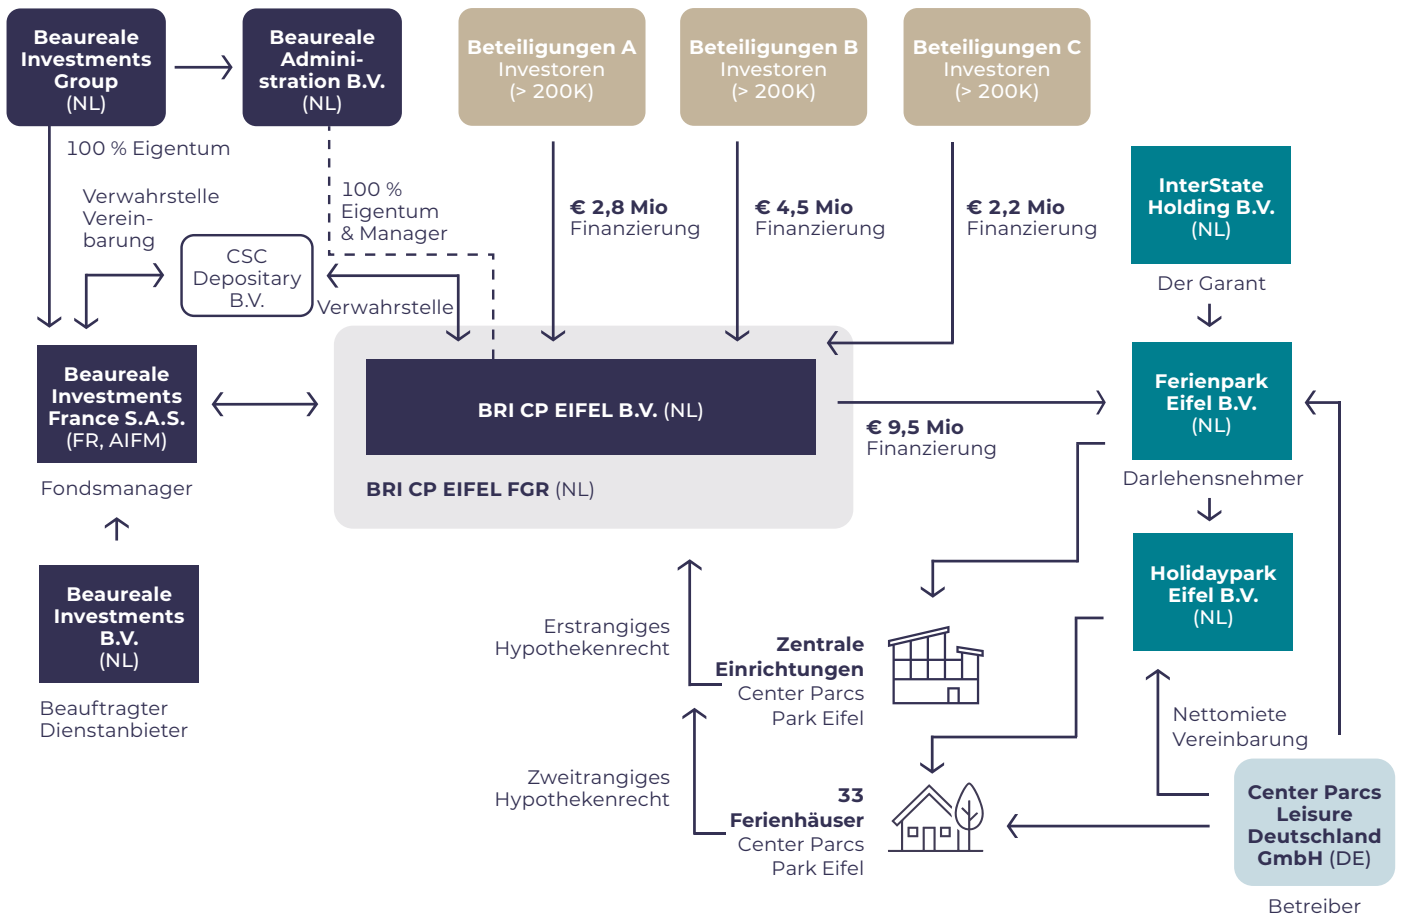 Beaureale
Investments
Group
(NL)
Beaureale
Admini-
stration B.V.
(NL)
Beteiligungen A
Investoren
(> 200K)
Beteiligungen B
Investoren
(> 200K)
Beteiligungen C
Investoren
(> 200K)
100 % Eigentum
Verwahrstelle
Verein-
barung
100 %
Eigentum
& Manager
€ 2,8 Mio
Finanzierung
€ 4,5 Mio
Finanzierung
€ 2,2 Mio
Finanzierung
InterState
Holding B.V.
(NL)
Der Garant
CSC
Depositary
B.V.
Verwahrstelle
Beaureale
Investments
France S.A.S.
(FR, AIFM)
Fondsmanager
BRI CP EIFEL B.V. (NL)
BRI CP EIFEL FGR (NL)
€ 9,5 Mio
Finanzierung
Ferienpark
Eifel B.V.
(NL)
Darlehensnehmer
Holidaypark
Eifel B.V.
(NL)
Beaureale
Investments
B.V.
(NL)
Beauftragter
Dienstanbieter
Erstrangiges
Hypothekenrecht
Zentrale
Einrichtungen
Center Parcs
Park Eifel
Nettomiete
Vereinbarung
Zweitrangiges
Hypothekenrecht
33
Ferienhäuser
Center Parcs
Park Eifel
Center Parcs
Leisure
Deutschland
GmbH (DE)
Betreiber